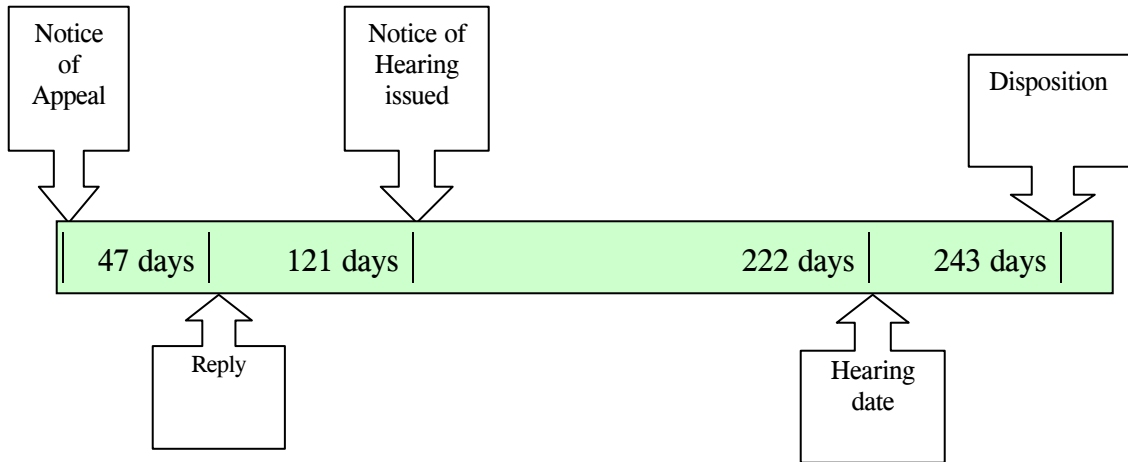 Notice
of
Appeal
Notice of
Hearing
issued
Disposition
47 days
121 days
222 days
243 days
Reply
Hearing
date